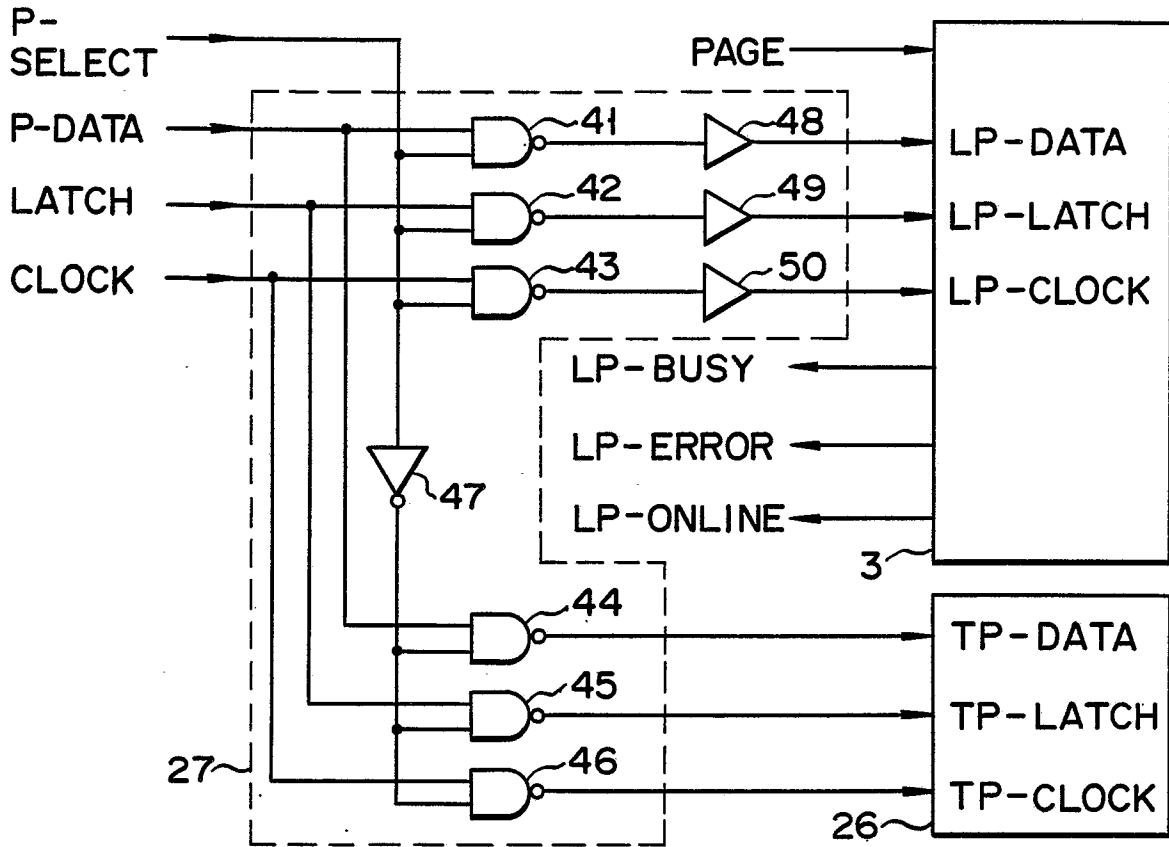 P-
SELECT
PAGE
P-DATA
41
48
LP-DATA
LATCH
42
49
LP-LATCH
CLOCK
43
50
LP-CLOCK
LP-BUSY
LP-ERROR
47
LP-ONLINE
3
44
TP-DATA
45
TP-LATCH
27
46
TP-CLOCK
26